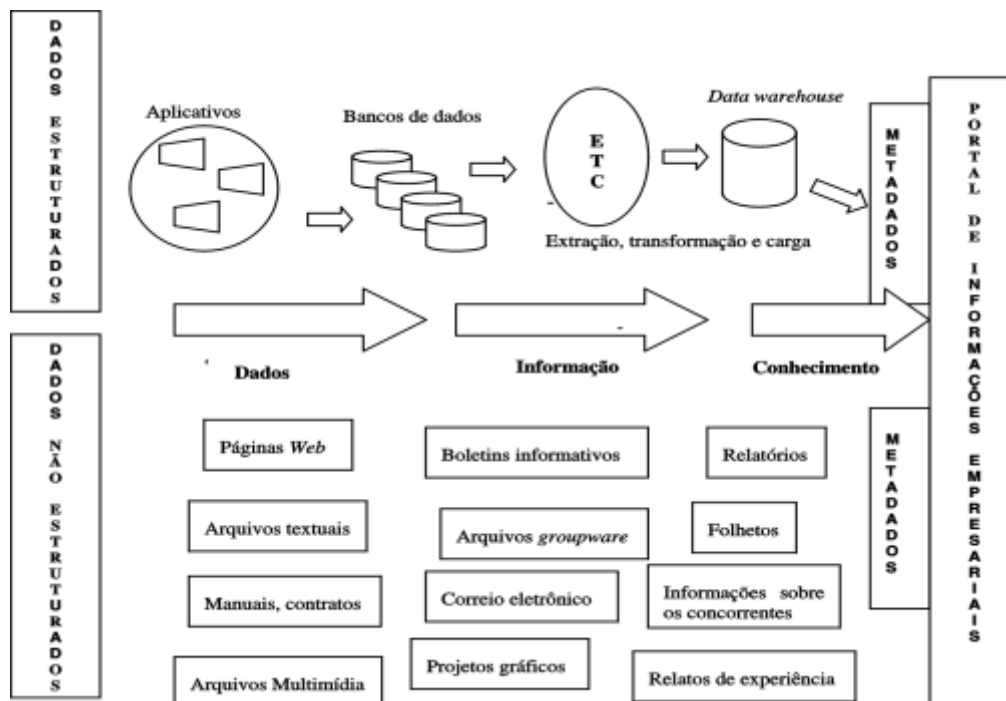 DADOS ESTRUTURADOS
Aplicativos
Bancos de dados
ETC
Extração, transformação e carga
Data warehouse
METADADOS
PORTAL DE INFORMAÇÕES EMPRESARIAIS
Dados
Informação
Conhecimento
DADOS NÃO ESTRUTURADOS
Páginas Web
Boletins informativos
Relatórios
Arquivos textuais
Arquivos groupware
Folhetos
Manuais, contratos
Correio eletrônico
Informações sobre
os concorrentes
Arquivos Multimídia
Projetos gráficos
Relatos de experiência
METADADOS